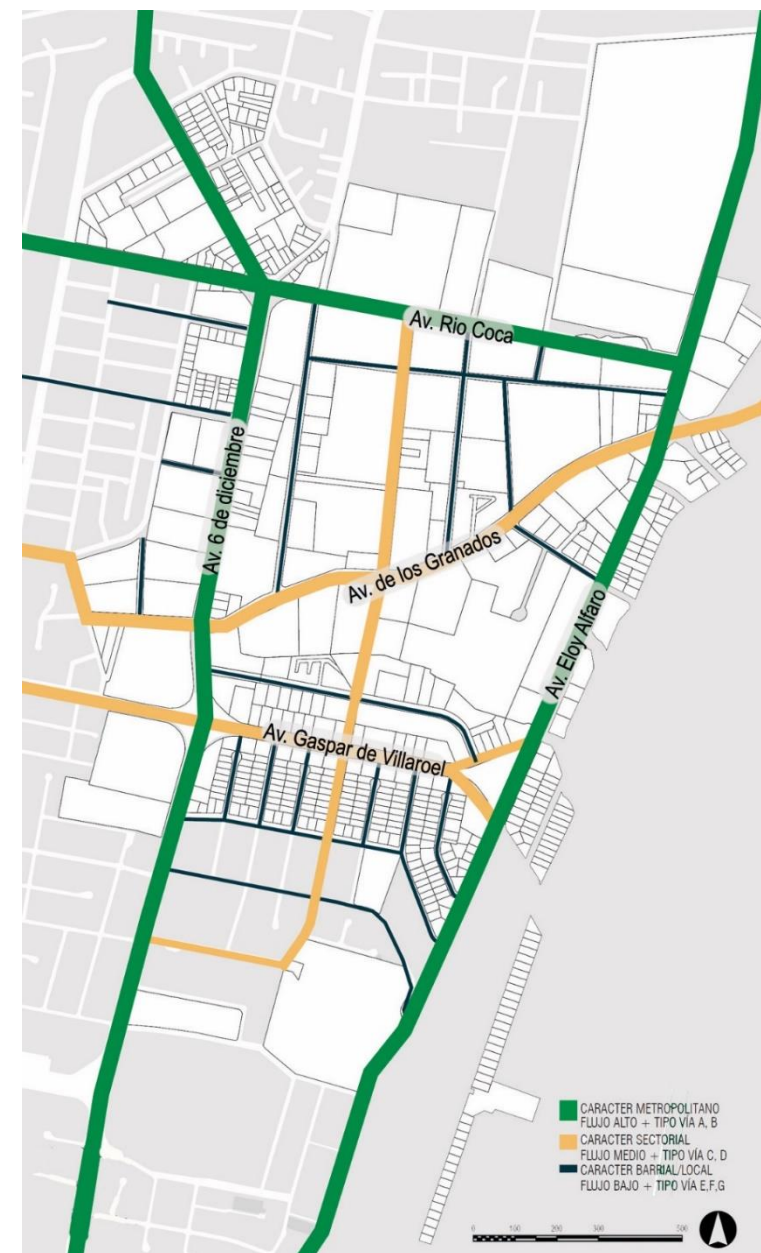 Av. Rio Coca
Av. 6 de diciembre
Av. de los Granados
Av. Eloy Alfaro
Av. Gaspar de Villaroel
CARACTER METROPOLITANO
FLUJO ALTO + TIPO VÍA A, B
CARACTER SECTORIAL
FLUJO MEDIO + TIPO VÍA C, D
CARACTER BARRIAL/LOCAL
FLUJO BAJO + TIPO VÍA E,F,G
0 100 200 300 500